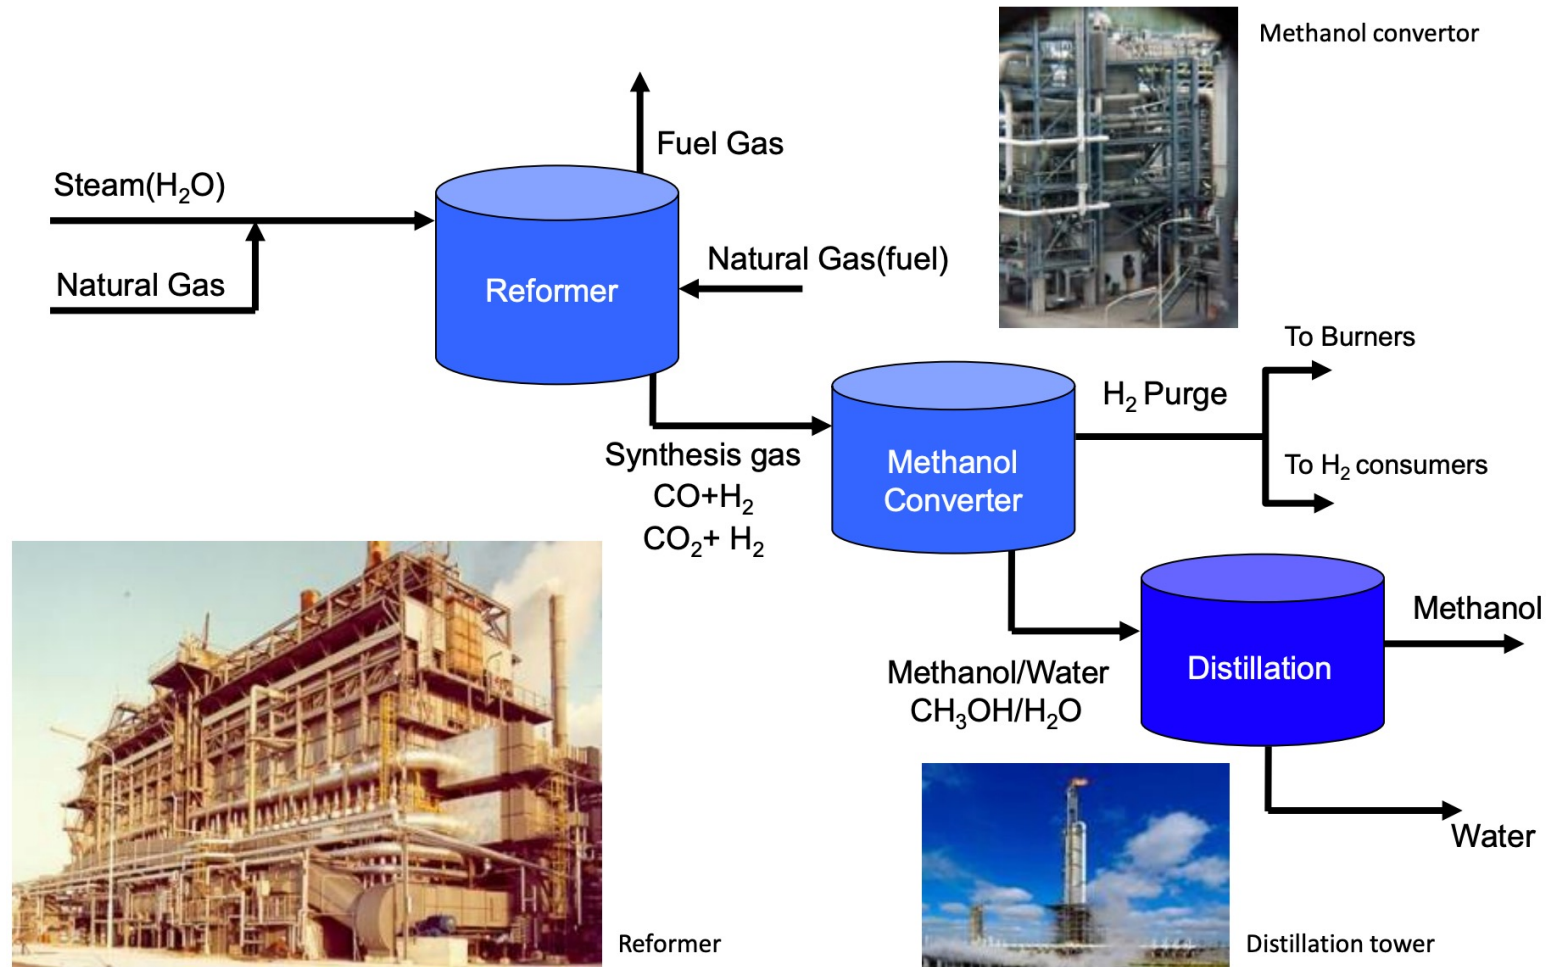 Methanol convertor
Fuel Gas
Steam(H₂O)
Natural Gas
Reformer
Natural Gas(fuel)
To Burners
H₂ Purge
To H₂ consumers
Synthesis gas
CO+H₂
CO₂+ H₂
Methanol
Converter
Methanol
Methanol/Water
CH₃OH/H₂O
Distillation
Water
Reformer
Distillation tower